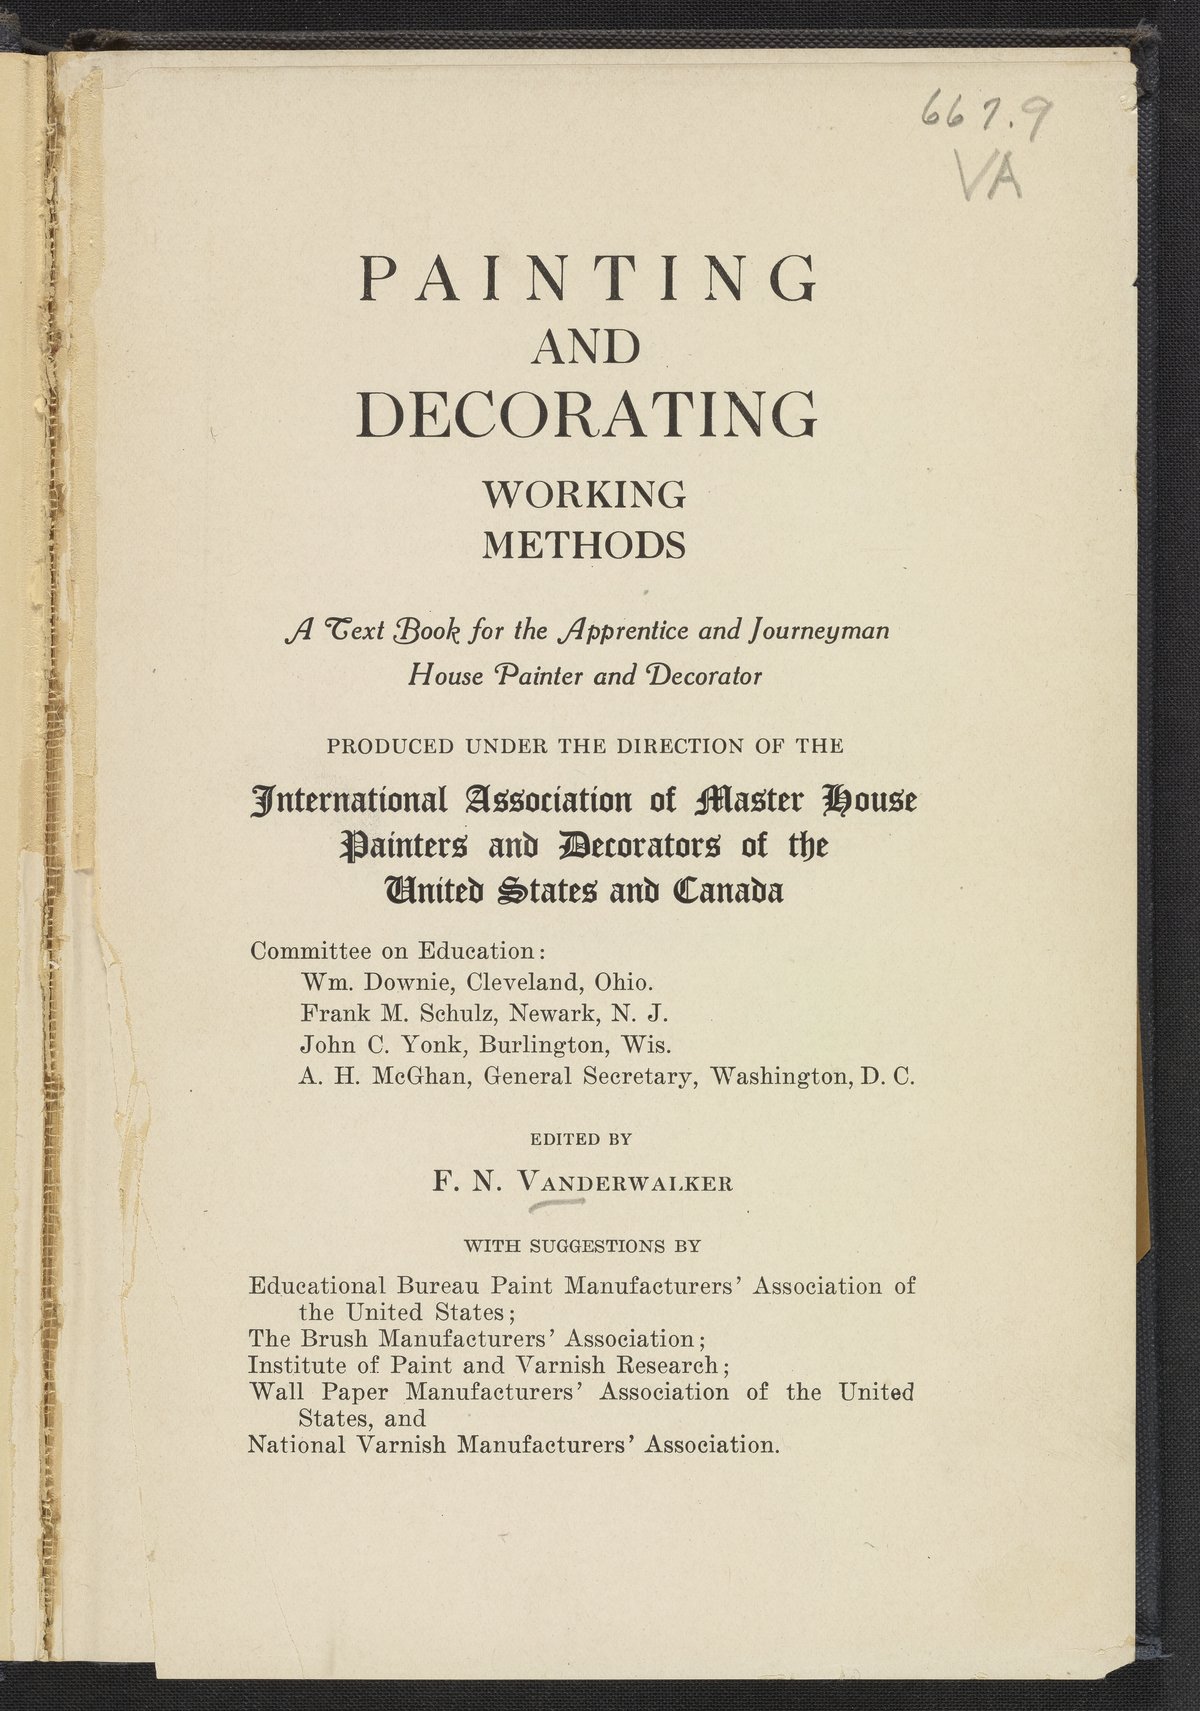 667.9
VA
PAINTING
AND
DECORATING
WORKING
METHODS
A Text Book for the Apprentice and Journeyman
House Painter and Decorator
PRODUCED UNDER THE DIRECTION OF THE
International Association of Master House
Painters and Decorators of the
United States and Canada
Committee on Education:
Wm. Downie, Cleveland, Ohio.
Frank M. Schulz, Newark, N. J.
John C. Yonk, Burlington, Wis.
A. H. McGhan, General Secretary, Washington, D. C.
EDITED BY
F. N. VANDERWALKER
WITH SUGGESTIONS BY
Educational Bureau Paint Manufacturers' Association of
the United States;
The Brush Manufacturers' Association;
Institute of Paint and Varnish Research;
Wall Paper Manufacturers' Association of the United
States, and
National Varnish Manufacturers' Association.